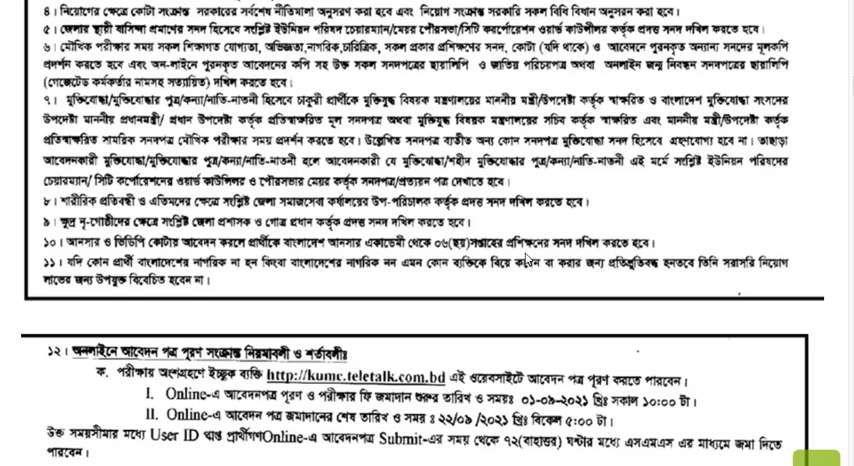 ৪। নিয়োগের ক্ষেত্রে কোটা সংক্রান্ত সরকারের সর্বশেষ নীতিমালা অনুসরণ করা হবে এবং নিয়োগ সংক্রান্ত সরকারি সকল বিধি বিধান অনুসরন করা হবে।
৫। জেলার স্থায়ী বাসিন্দা প্রমাণের সনদ হিসেবে সংশ্লিষ্ট ইউনিয়ন পরিষদ চেয়ারম্যান/মেয়র পৌরসভা/সিটি কর্পোরেশন ওয়ার্ড কাউন্সীলর কর্তৃক প্রদত্ত সনদ দখিল করতে হবে।
৬। মৌখিক পরীক্ষার সময় সকল শিক্ষাগত যোগ্যতা, অভিজ্ঞতা,নাগরিক,চারিত্রিক, সকল প্রকার প্রশিক্ষণের সনদ, কোটা (যদি থাকে) ও আবেদনে পুরনকৃত অন্যান্য সনদের মূলকপি
প্রদর্শন করতে হবে এবং অন-লাইনে পুরনকৃত আবেদনের কপি সহ উক্ত সকল সনদপত্রের ছায়ালিপি ও জাতিয় পরিচয়পত্র অথবা অনলাইন জন্ম নিবন্ধন সনদপত্রের ছায়ালিপি
(গেজেটেড কর্মকর্তার নামসহ সত্যায়িত) দখিল করতে হবে।
৭। মুক্তিযোদ্ধা/মুক্তিযোদ্ধার পুত্র/কন্যা/নাতি-নাতনী হিসেবে চাকুরী প্রার্থীকে মুক্তিযুদ্ধ বিষয়ক মন্ত্রণালয়ের মাননীয় মন্ত্রী/উপদেষ্টা কর্তৃক স্বাক্ষরিত ও বাংলাদেশ মুক্তিযোদ্ধা সংসদের
উপদেষ্টা মাননীয় প্রধানমন্ত্রী/ প্রধান উপদেষ্টা কর্তৃক প্রতিস্বাক্ষরিত মূল সনদপত্র অথবা মুক্তিযুদ্ধ বিষয়ক মন্ত্রণালয়ের সচিব কর্তৃক স্বাক্ষরিত এবং মাননীয় মন্ত্রী/উপদেষ্টা কর্তৃক
প্রতিস্বাক্ষরিত সামরিক সনদপত্র মৌখিক পরীক্ষার সময় প্রদর্শন করতে হবে। উল্লেখিত সনদপত্র ব্যতীত অন্য কোন সনদপত্র মুক্তিযোদ্ধা সনদ হিসেবে গ্রহণযোগ্য হবে না। তাছাড়া
আবেদনকারী মুক্তিযোদ্ধা/মুক্তিযোদ্ধার পুত্র/কন্যা/নাতি-নাতনী হলে আবেদনকারী যে মুক্তিযোদ্ধা/শহীদ মুক্তিযোদ্ধার পুত্র/কন্যা/নাতি-নাতনী এই মর্মে সংশ্লিষ্ট ইউনিয়ন পরিষদের
চেয়ারম্যান/ সিটি কর্পোরেশনের ওয়ার্ড কাউন্সিলর ও পৌরসভার মেয়র কর্তৃক সনদপত্র/প্রত্যয়ন পত্র দেখাতে হবে।
৮। শারীরিক প্রতিবন্ধী ও এতিমদের ক্ষেত্রে সংশ্লিষ্ট জেলা সমাজসেবা কার্যালয়ের উপ-পরিচালক কর্তৃক প্রদত্ত সনদ দখিল করতে হবে।
৯। ক্ষুদ্র নৃ-গোষ্ঠীদের ক্ষেত্রে সংশ্লিষ্ট জেলা প্রশাসক ও গোত্র প্রধান কর্তৃক প্রদত্ত সনদ দখিল করতে হবে।
১০। আনসার ও ভিডিপি কোটায় আবেদন করলে প্রার্থীকে বাংলাদেশ আনসার একাডেমী থেকে ০৬(ছয়)সপ্তাহের প্রশিক্ষনের সনদ দখিল করতে হবে।
১১। যদি কোন প্রার্থী বাংলাদেশের নাগরিক না হন কিংবা বাংলাদেশের নাগরিক নন এমন কোন ব্যক্তিকে বিয়ে করেন বা করার জন্য প্রতিশ্রুতিবদ্ধ হনতবে তিনি সরাসরি নিয়োগ
লাভের জন্য উপযুক্ত বিবেচিত হবেন না।
১২। অনলাইনে আবেদন পত্র পূরণ সংক্রান্ত নিয়মাবলী ও শর্তাবলীঃ
ক. পরীক্ষায় অংশগ্রহণে ইচ্ছুক ব্যক্তি http://kumc.teletalk.com.bd এই ওয়েবসাইটে আবেদন পত্র পূরণ করতে পারবেন।
I. Online-এ আবেদনপত্র পূরণ ও পরীক্ষার ফি জমাদান শুরুর তারিখ ও সময়ঃ ০১-০৯-২০২১ খ্রিঃ সকাল ১০:০০ টা।
II. Online-এ আবেদন পত্র জমাদানের শেষ তারিখ ও সময় ঃ ২২/০৯ /২০২১ খ্রিঃ বিকেল ৫:০০ টা।
উক্ত সময়সীমার মধ্যে User ID প্রাপ্ত প্রার্থীগণOnline-এ আবেদনপত্র Submit-এর সময় থেকে ৭২(বাহাত্তর) ঘন্টার মধ্যে এসএমএস এর মাধ্যমে জমা দিতে
পারবেন।